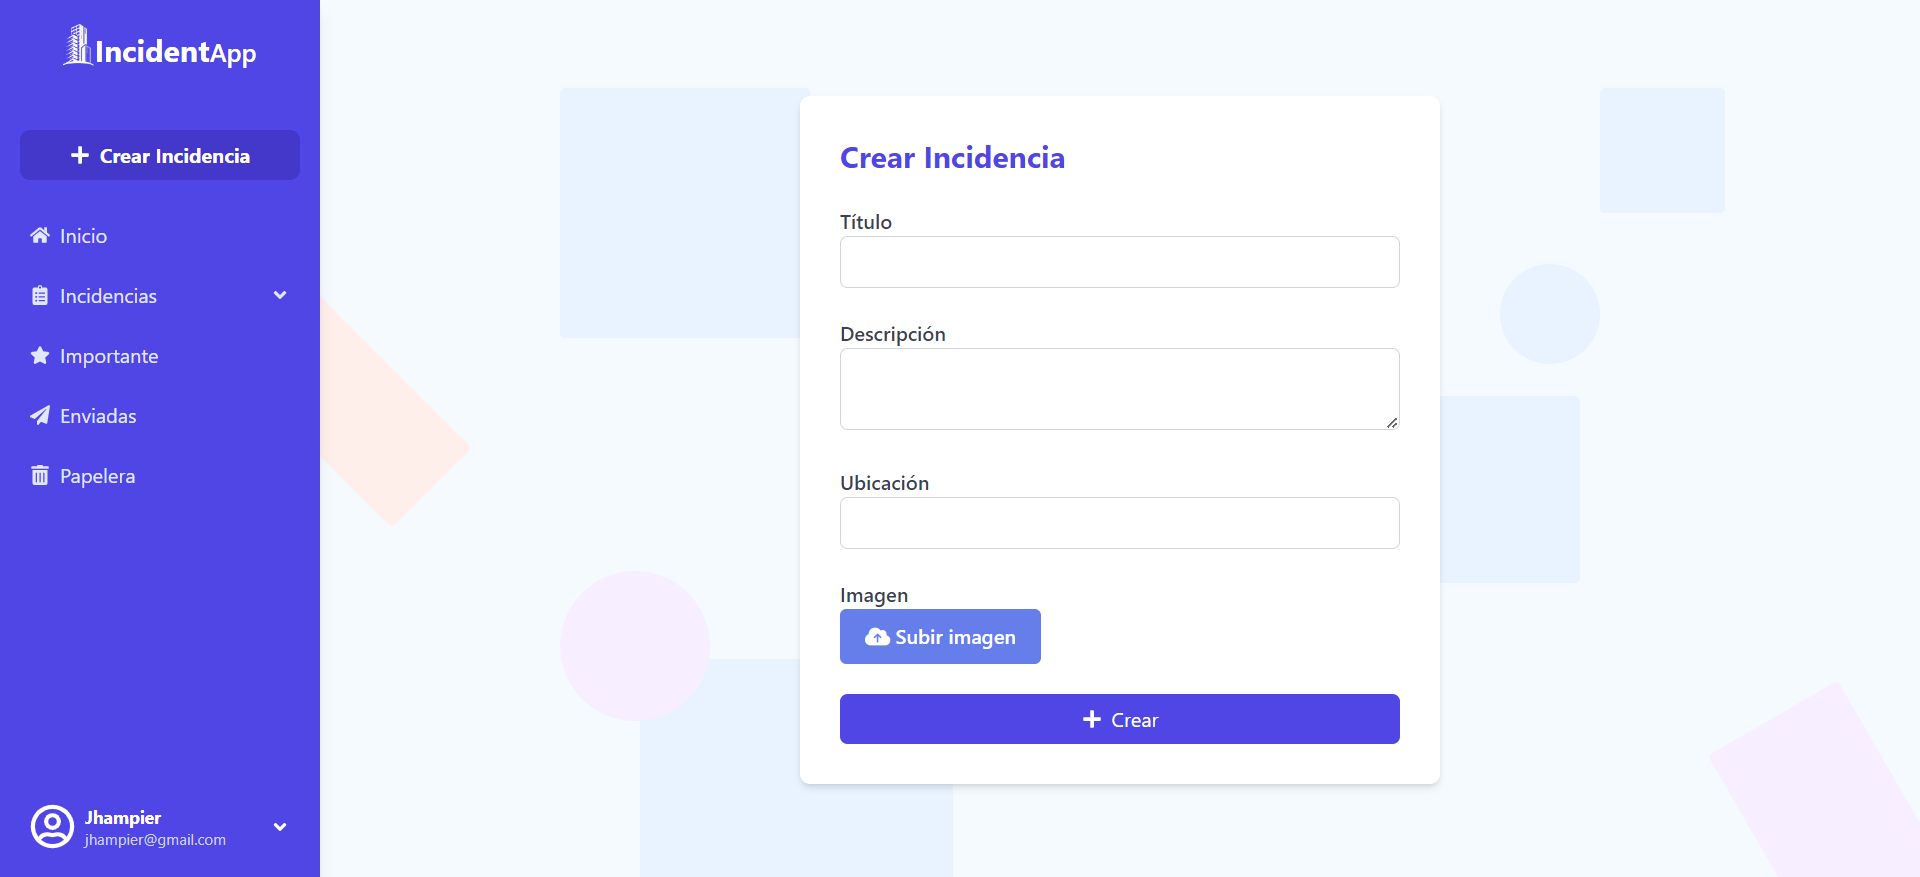 IncidentApp
Crear Incidencia
Inicio
Incidencias
Importante
Enviadas
Papelera
Jhampier
jhampier@gmail.com
Crear Incidencia
Título
Descripción
Ubicación
Imagen
Subir imagen
Crear